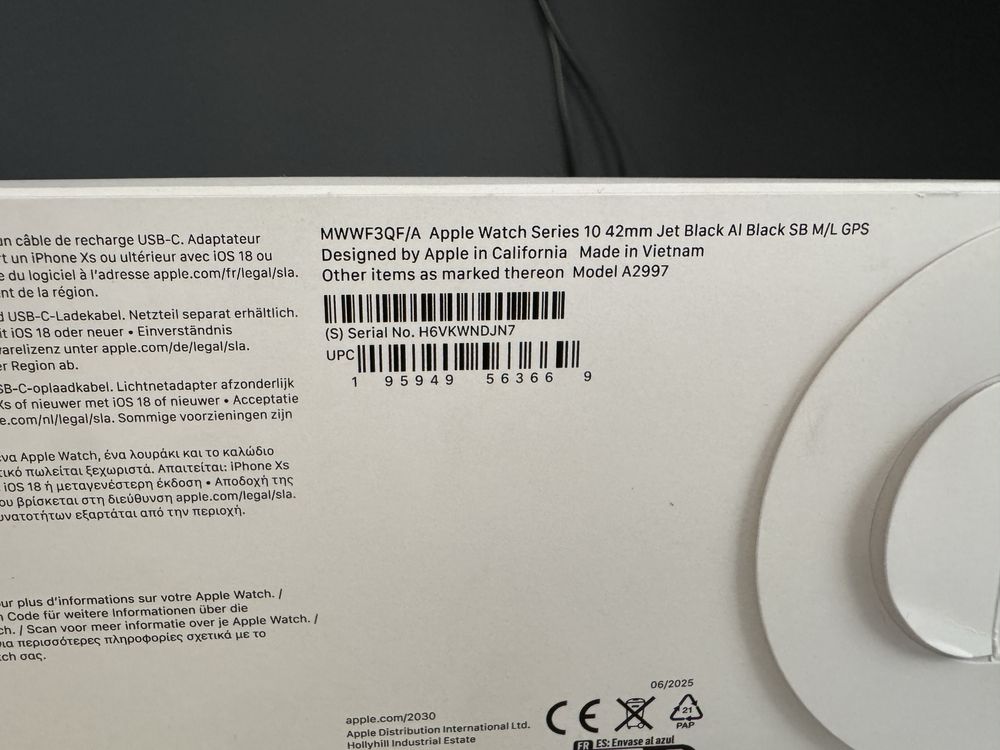 un câble de recharge USB-C. Adaptateur
rt un iPhone Xs ou ultérieur avec iOS 18 ou
e du logiciel à l'adresse apple.com/fr/legal/sla.
nt de la région.
d USB-C-Ladekabel. Netzteil separat erhältlich.
it iOS 18 oder neuer • Einverständnis
warelizenz unter apple.com/de/legal/sla.
er Region ab.
SB-C-oplaadkabel. Lichtnetadapter afzonderlijk
Xs of nieuwer met iOS 18 of nieuwer • Acceptatie
e.com/nl/legal/sla. Sommige voorzieningen zijn
ένα Apple Watch, ένα λουράκι και το καλώδιο
τικό πωλείται ξεχωριστά. Απαιτείται: iPhone Xs
iOS 18 ή μεταγενέστερη έκδοση • Αποδοχή της
ου βρίσκεται στη διεύθυνση apple.com/legal/sla.
υνατοτήτων εξαρτάται από την περιοχή.
ur plus d'informations sur votre Apple Watch. /
n Code für weitere Informationen über die
ch. / Scan voor meer informatie over je Apple Watch. /
ια περισσότερες πληροφορίες σχετικά με το
tch σας.
MWWF3QF/A Apple Watch Series 10 42mm Jet Black Al Black SB M/L GPS
Designed by Apple in California Made in Vietnam
Other items as marked thereon Model A2997
(S) Serial No. H6VKWNDJN7
UPC
1 95949 56366 9
06/2025
apple.com/2030
Apple Distribution International Ltd.
Hollyhill Industrial Estate
CE
21
PAP
FR ES: Envase al azul